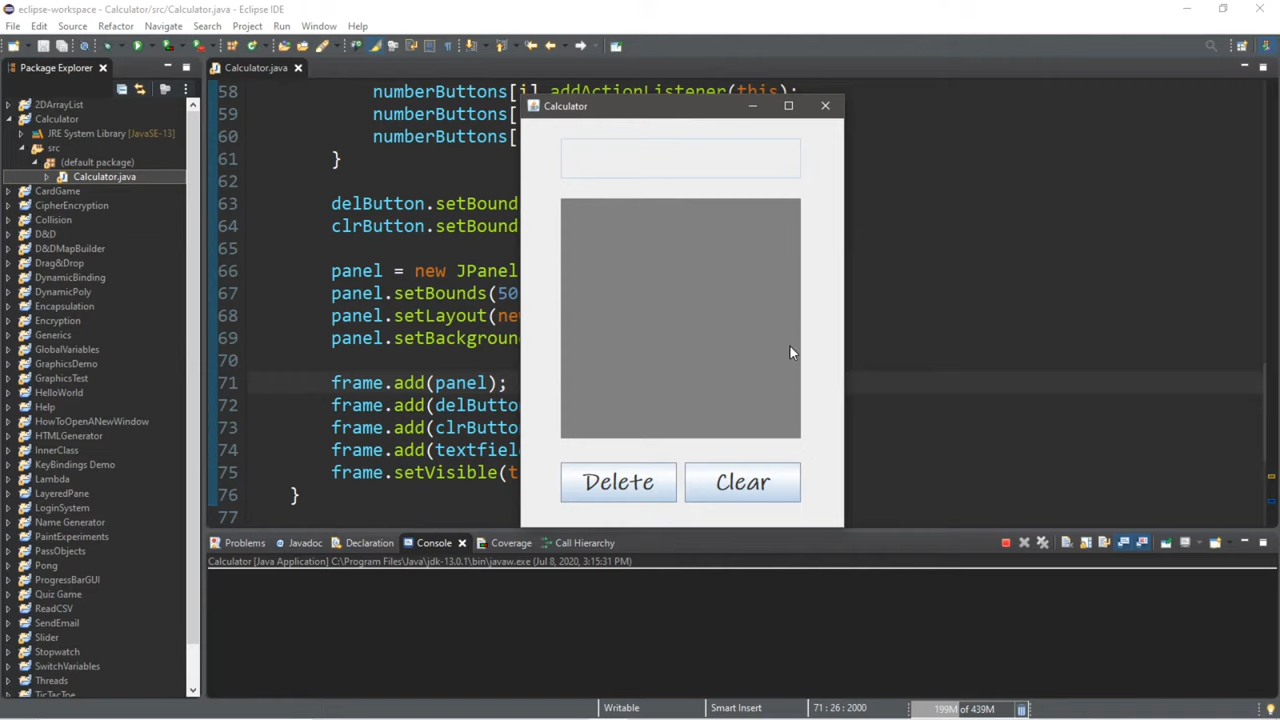 eclipse-workspace - Calculator/src/Calculator.java - Eclipse IDE
File Edit Source Refactor Navigate Search Project Run Window Help
Package Explorer
Calculator.java
2DArrayList
Calculator
JRE System Library [JavaSE-13]
src
(default package)
Calculator.java
CardGame
CipherEncryption
Collision
D&D
D&DMapBuilder
Drag&Drop
DynamicBinding
DynamicPoly
Encapsulation
Encryption
Generics
GlobalVariables
GraphicsDemo
GraphicsTest
HelloWorld
Help
HowToOpenANewWindow
HTMLGenerator
InnerClass
KeyBindings Demo
Lambda
LayeredPane
LoginSystem
Name Generator
PaintExperiments
PassObjects
Pong
ProgressBarGUI
Quiz Game
ReadCSV
SendEmail
Slider
Stopwatch
SwitchVariables
Threads
TicTacToe
58 numberButtons[i].addActionListener(this);
59 numberButtons[
60 numberButtons[
61 }
62
63 delButton.setBound
64 clrButton.setBound
65
66 panel = new JPanel
67 panel.setBounds(50
68 panel.setLayout(new
69 panel.setBackground
70
71 frame.add(panel);
72 frame.add(delButto
73 frame.add(clrButto
74 frame.add(textfiel
75 frame.setVisible(t
76 }
77
Calculator
Delete Clear
Problems Javadoc Declaration Console Coverage Call Hierarchy
Calculator [Java Application] C:\Program Files\Java\jdk-13.0.1\bin\javaw.exe (Jul 8, 2020, 3:15:31 PM)
Writable Smart Insert 71 : 26 : 2000 199M of 439M